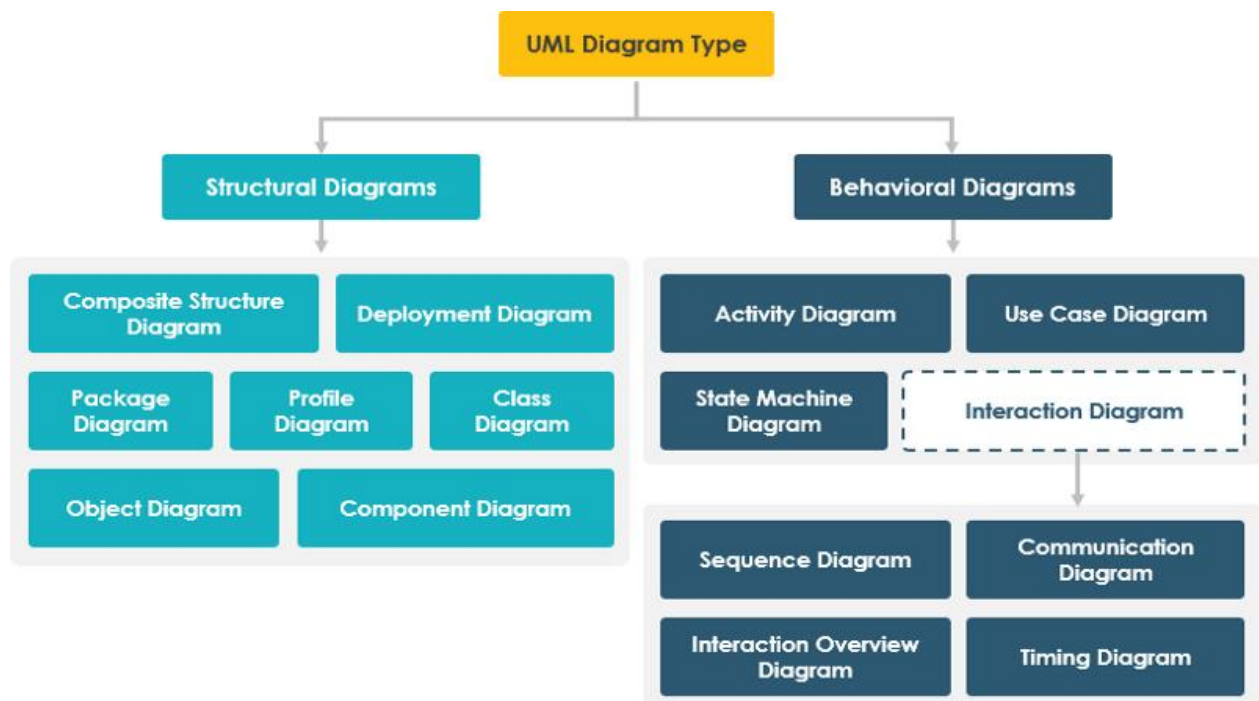 UML Diagram Type
Structural Diagrams
Behavioral Diagrams
Composite Structure
Diagram
Deployment Diagram
Package
Diagram
Profile
Diagram
Class
Diagram
Object Diagram
Component Diagram
Activity Diagram
Use Case Diagram
State Machine
Diagram
Interaction Diagram
Sequence Diagram
Communication
Diagram
Interaction Overview
Diagram
Timing Diagram